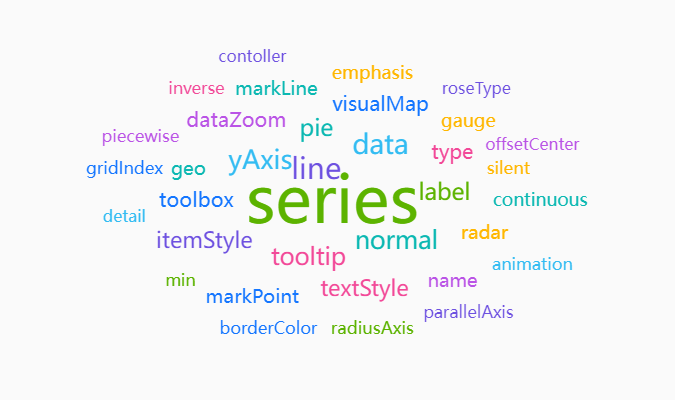 contoller
emphasis
inverse
markLine
roseType
visualMap
dataZoom
pie
gauge
piecewise
data
type
offsetCenter
gridIndex
geo
yAxis
line
silent
toolbox
series
label
continuous
detail
itemStyle
normal
radar
tooltip
animation
min
markPoint
textStyle
name
borderColor
radiusAxis
parallelAxis